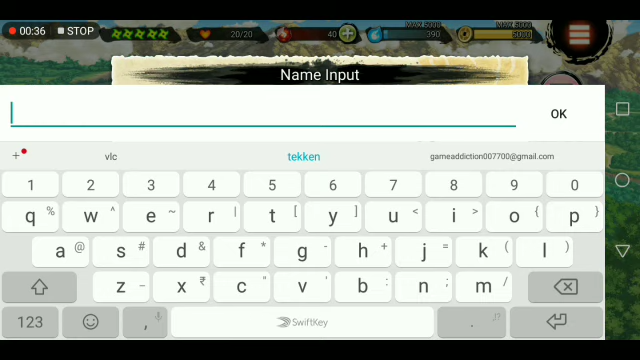 00:36 STOP 20/20 40 MAX 5000 390 MAX 5000 5000
Name Input
OK
+ vlc tekken gameaddiction007700@gmail.com
1 2 3 4 5 6 7 8 9 0
q % w ^ e ~ r | t [ y ] u < i > o { p }
a @ s # d & f * g - h + j = k ( l )
z _ x ₹ c " v ' b : n ; m /
123 , SwiftKey . ,!?